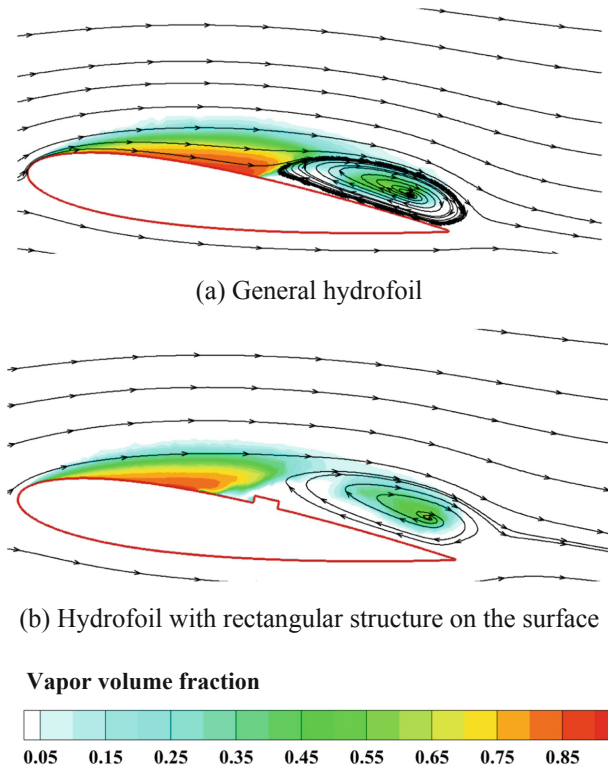 (a) General hydrofoil
(b) Hydrofoil with rectangular structure on the surface
Vapor volume fraction
0.05 0.15 0.25 0.35 0.45 0.55 0.65 0.75 0.85